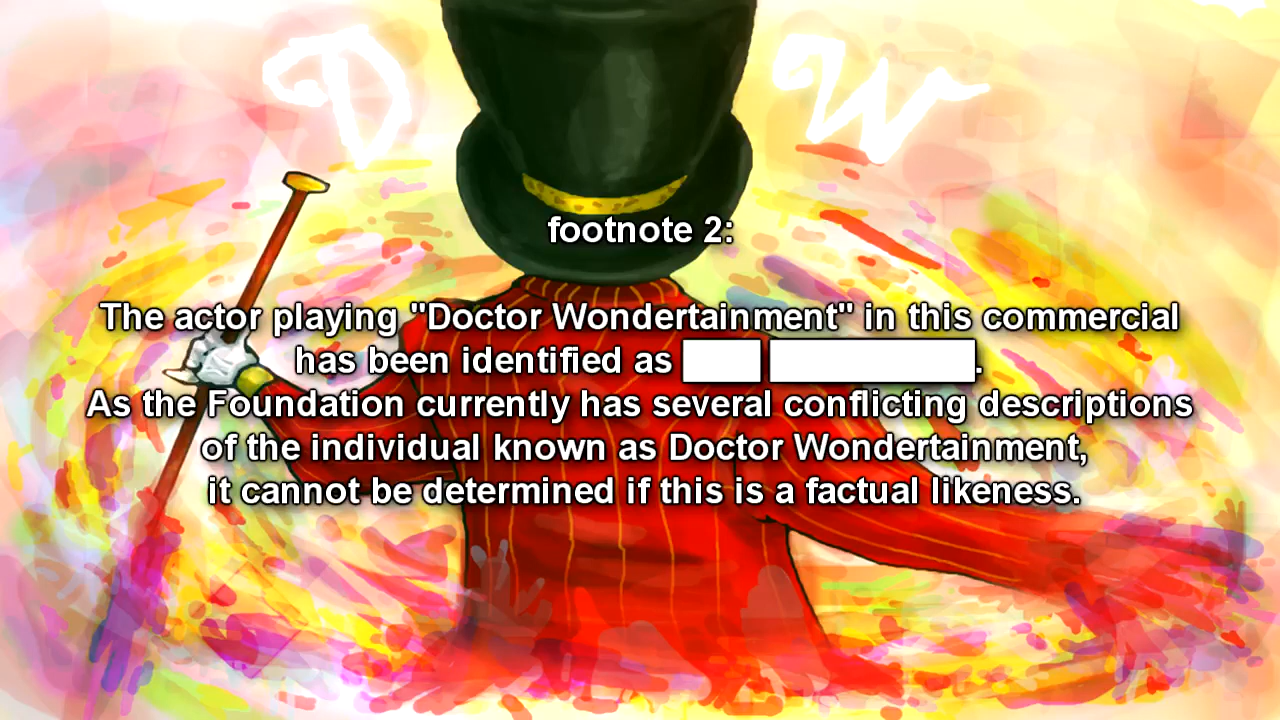 D W
footnote 2:
The actor playing "Doctor Wondertainment" in this commercial
has been identified as .
As the Foundation currently has several conflicting descriptions
of the individual known as Doctor Wondertainment,
it cannot be determined if this is a factual likeness.